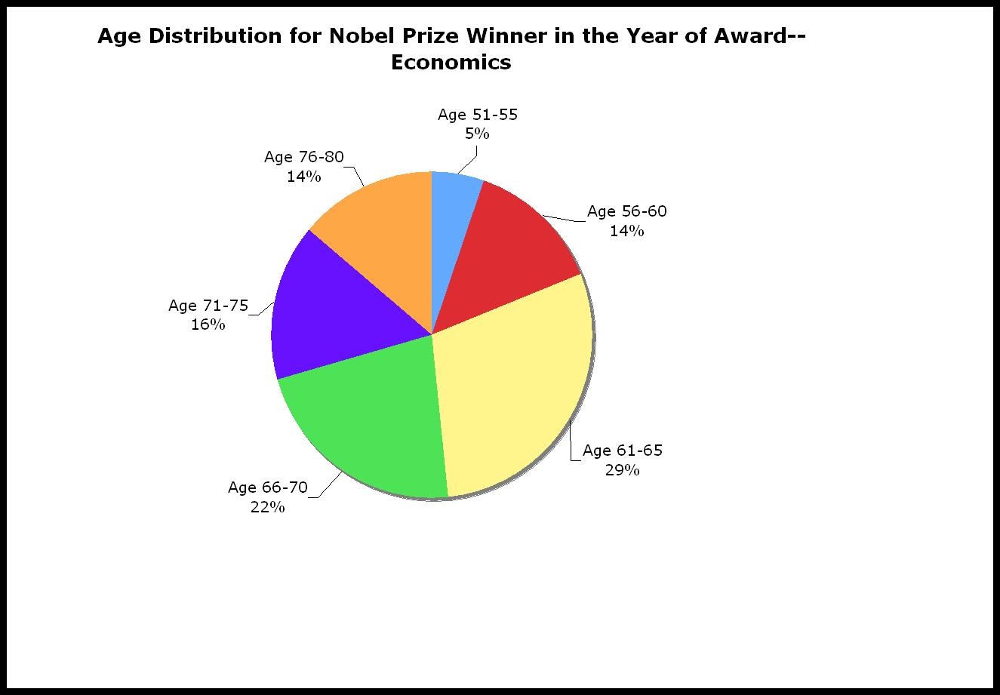 Age Distribution for Nobel Prize Winner in the Year of Award--
Economics
Age 51-55
5%
Age 76-80
14%
Age 56-60
14%
Age 71-75
16%
Age 61-65
29%
Age 66-70
22%